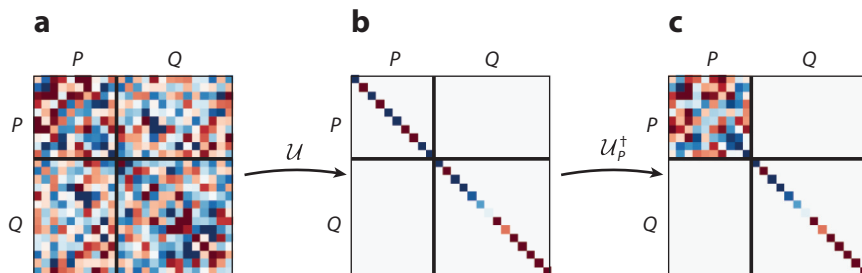 a b c
P Q P Q P Q
P P P
𝒰 𝒰_P^†
Q Q Q